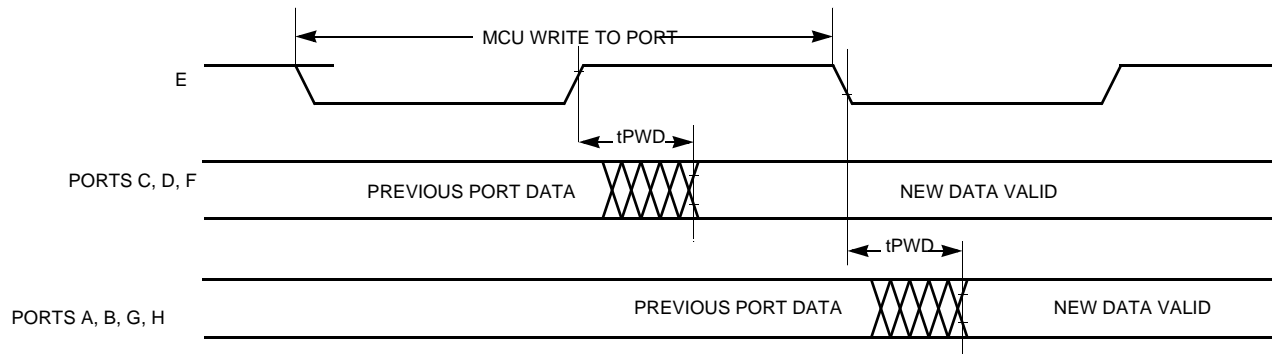 MCU WRITE TO PORT
E
tPWD
PORTS C, D, F
PREVIOUS PORT DATA
NEW DATA VALID
tPWD
PORTS A, B, G, H
PREVIOUS PORT DATA
NEW DATA VALID